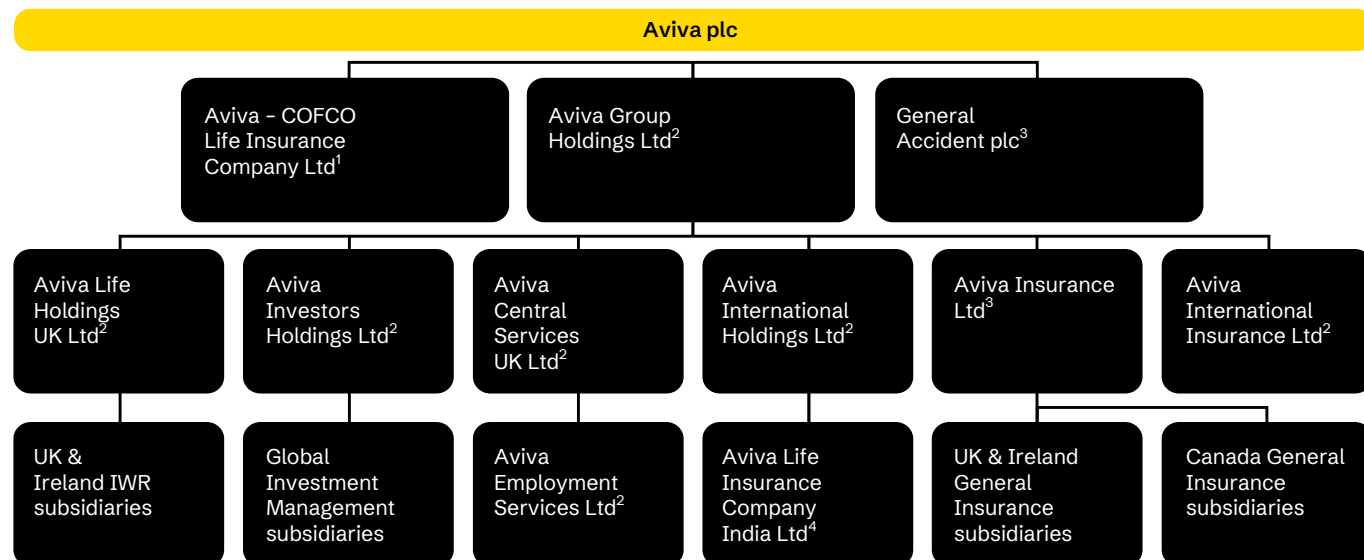 Aviva plc
Aviva – COFCO
Life Insurance
Company Ltd¹
Aviva Group
Holdings Ltd²
General
Accident plc³
Aviva Life
Holdings
UK Ltd²
Aviva
Investors
Holdings Ltd²
Aviva
Central
Services
UK Ltd²
Aviva
International
Holdings Ltd²
Aviva Insurance
Ltd³
Aviva
International
Insurance Ltd²
UK &
Ireland IWR
subsidiaries
Global
Investment
Management
subsidiaries
Aviva
Employment
Services Ltd²
Aviva Life
Insurance
Company
India Ltd⁴
UK & Ireland
General
Insurance
subsidiaries
Canada General
Insurance
subsidiaries